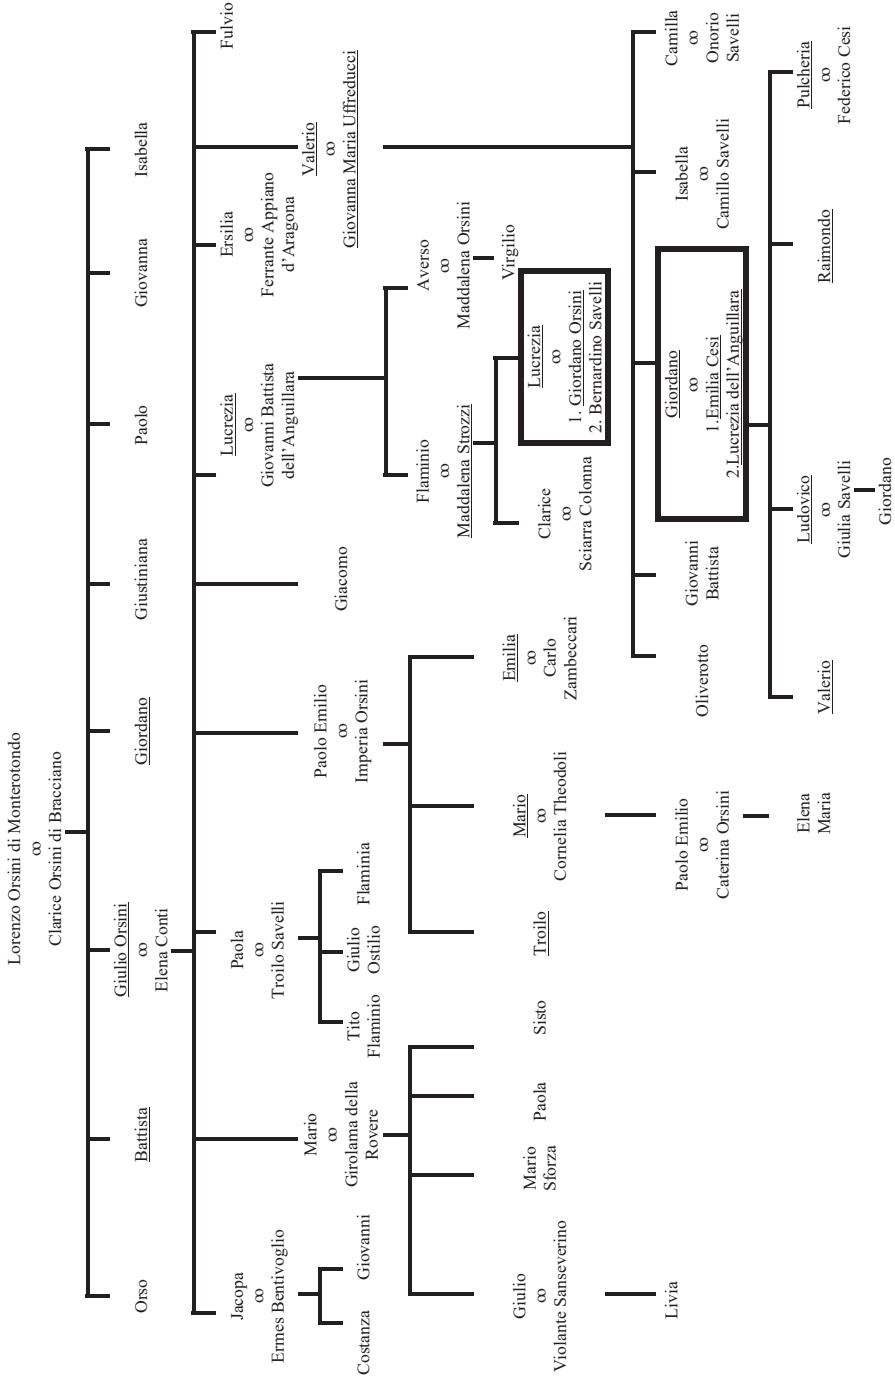 Lorenzo Orsini di Monterotondo
∞
Clarice Orsini di Bracciano
Orso
Battista
Giulio Orsini
∞
Elena Conti
Giordano
Giustiniana
Paolo
Giovanna
Isabella
Jacopa
∞
Ermes Bentivoglio
Costanza
Giovanni
Mario
∞
Girolama della
Rovere
Paola
∞
Troilo Savelli
Tito
Flaminio
Giulio
Ostilio
Flaminia
Paolo Emilio
∞
Imperia Orsini
Giacomo
Lucrezia
∞
Giovanni Battista
dell'Anguillara
Ersilia
∞
Ferrante Appiano
d'Aragona
Valerio
∞
Giovanna Maria Uffreducci
Fulvio
Flaminio
∞
Maddalena Strozzi
Averso
∞
Maddalena Orsini
Virgilio
Giulio
∞
Violante Sanseverino
Mario
Sforza
Paola
Sisto
Troilo
Mario
∞
Cornelia Theodoli
Emilia
∞
Carlo
Zambeccari
Clarice
∞
Sciarra Colonna
Lucrezia
∞
1. Giordano Orsini
2. Bernardino Savelli
Livia
Paolo Emilio
∞
Caterina Orsini
Oliverotto
Giovanni
Battista
Giordano
∞
1.Emilia Cesi
2.Lucrezia dell'Anguillara
Isabella
∞
Camillo Savelli
Camilla
∞
Onorio
Savelli
Elena
Maria
Valerio
Ludovico
∞
Giulia Savelli
Giordano
Raimondo
Pulcheria
∞
Federico Cesi